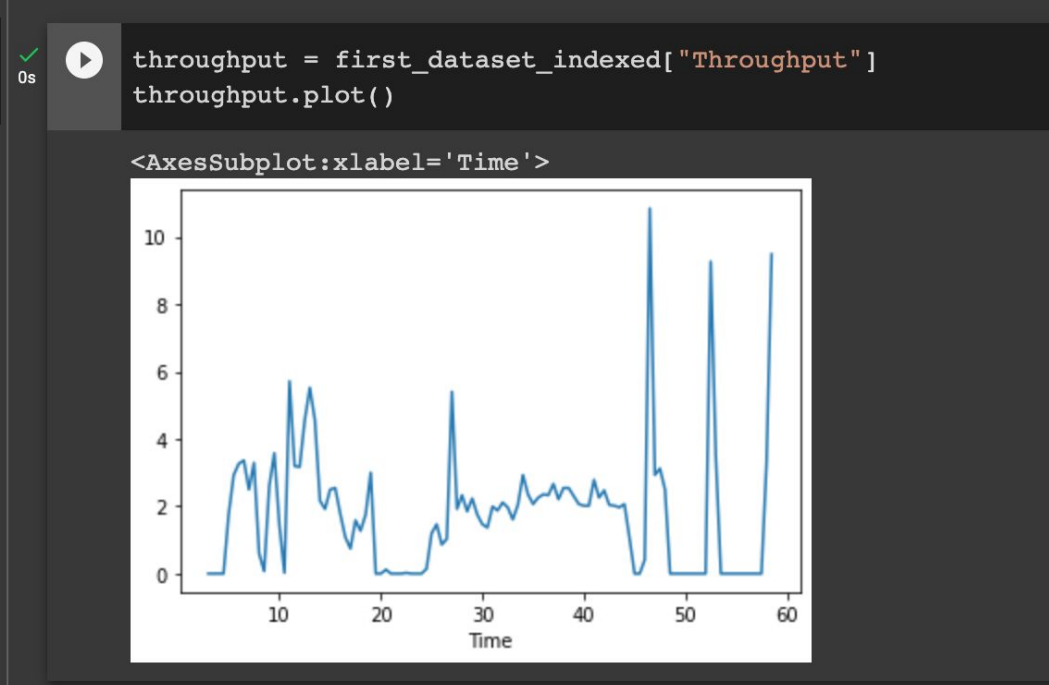 throughput = first_dataset_indexed["Throughput"]
0s
throughput.plot()
<AxesSubplot:xlabel='Time'>
10
8
6
4
2
0
10 20 30 40 50 60
Time